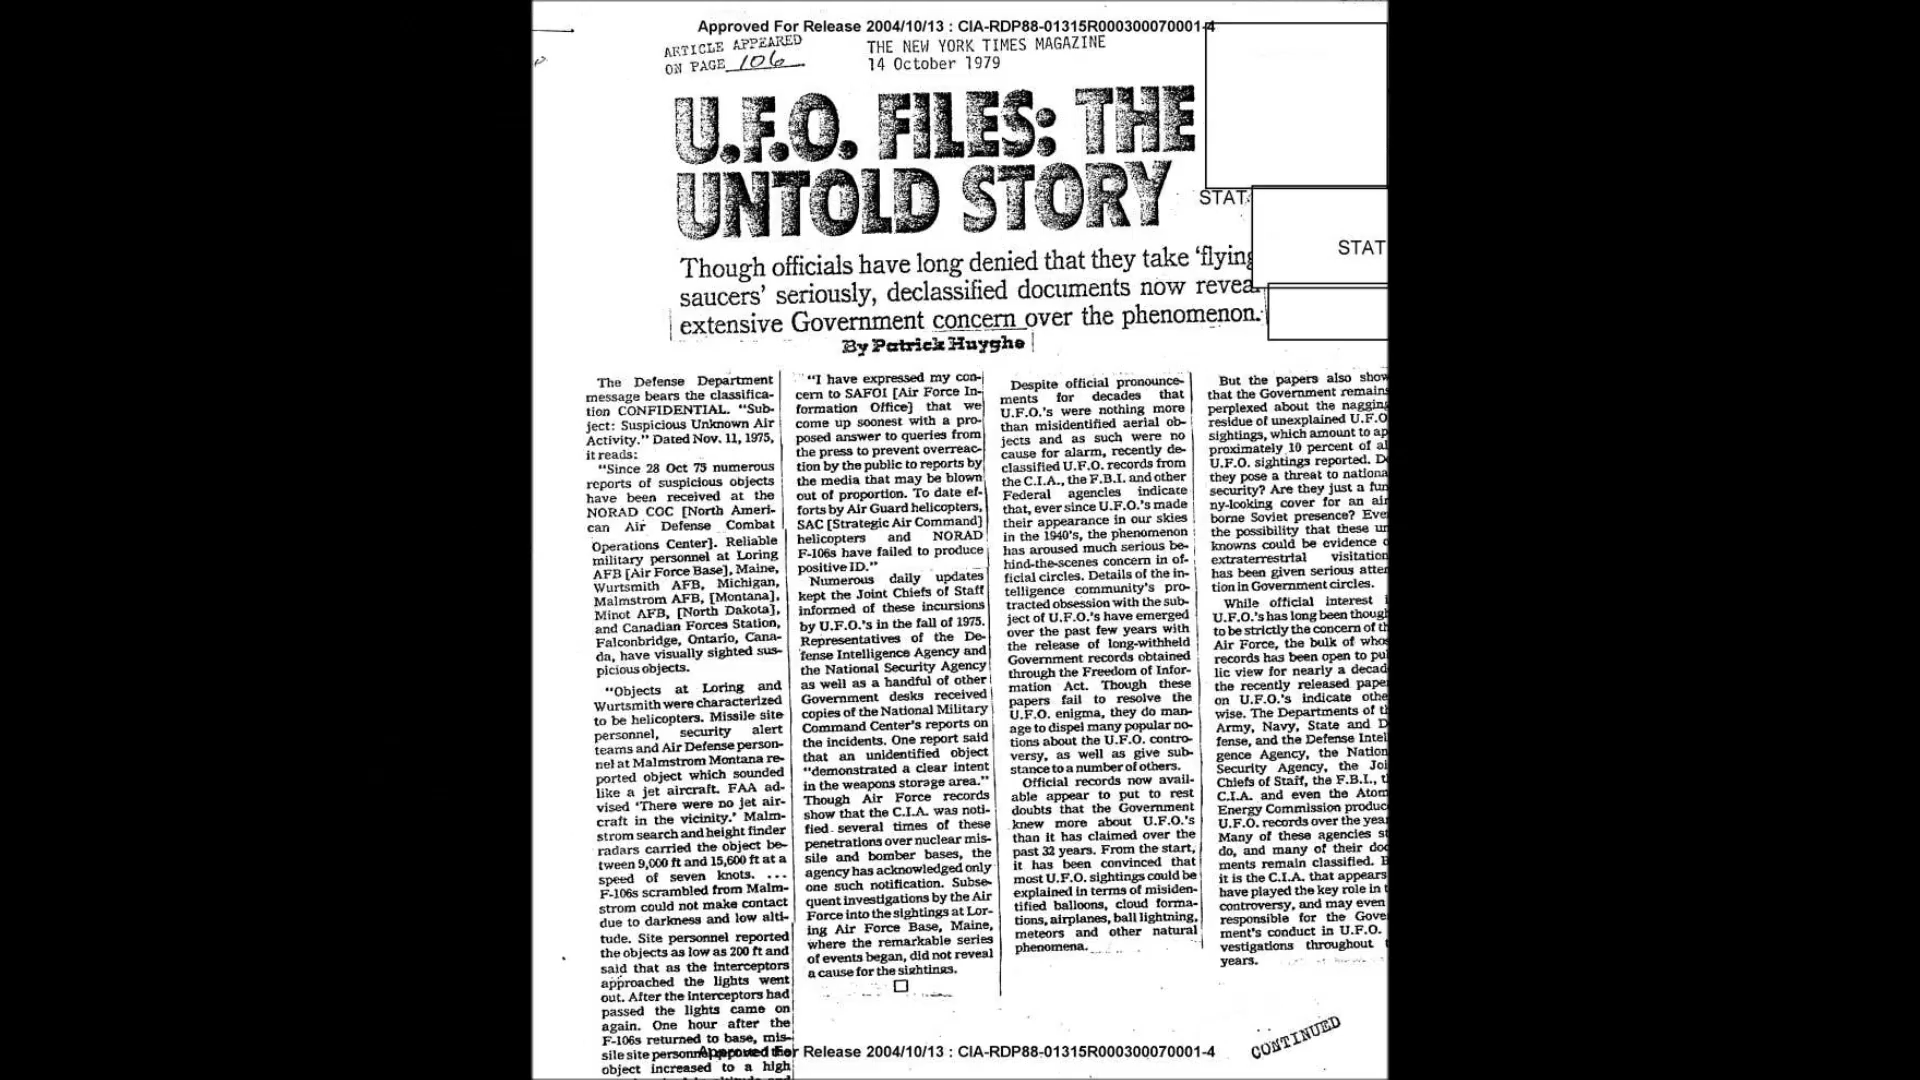 Approved For Release 2004/10/13 : CIA-RDP88-01315R000300070001-4
ARTICLE APPEARED
ON PAGE 106
THE NEW YORK TIMES MAGAZINE
14 October 1979
U.F.O. FILES: THE
UNTOLD STORY
STAT
STAT
Though officials have long denied that they take ‘flying
saucers’ seriously, declassified documents now revea
extensive Government concern over the phenomenon.
By Patrick Huyghe
The Defense Department
message bears the classifica-
tion CONFIDENTIAL. “Sub-
ject: Suspicious Unknown Air
Activity.” Dated Nov. 11, 1975,
it reads:
“Since 28 Oct 75 numerous
reports of suspicious objects
have been received at the
NORAD COC [North Ameri-
can Air Defense Combat
Operations Center]. Reliable
military personnel at Loring
AFB [Air Force Base], Maine,
Wurtsmith AFB, Michigan,
Malmstrom AFB, [Montana],
Minot AFB, [North Dakota],
and Canadian Forces Station,
Falconbridge, Ontario, Cana-
da, have visually sighted sus-
picious objects.
“Objects at Loring and
Wurtsmith were characterized
to be helicopters. Missile site
personnel, security alert
teams and Air Defense person-
nel at Malmstrom Montana re-
ported object which sounded
like a jet aircraft. FAA ad-
vised ‘There were no jet air-
craft in the vicinity.’ Malm-
strom search and height finder
radars carried the object be-
tween 9,000 ft and 15,600 ft at a
speed of seven knots. ...
F-106s scrambled from Malm-
strom could not make contact
due to darkness and low alti-
tude. Site personnel reported
the objects as low as 200 ft and
said that as the interceptors
approached the lights went
out. After the interceptors had
passed the lights came on
again. One hour after the
F-106s returned to base, mis-
sile site personnel reported the
object increased to a high
“I have expressed my con-
cern to SAFOI [Air Force In-
formation Office] that we
come up soonest with a pro-
posed answer to queries from
the press to prevent overreac-
tion by the public to reports by
the media that may be blown
out of proportion. To date ef-
forts by Air Guard helicopters,
SAC [Strategic Air Command]
helicopters and NORAD
F-106s have failed to produce
positive ID.”
Numerous daily updates
kept the Joint Chiefs of Staff
informed of these incursions
by U.F.O.'s in the fall of 1975.
Representatives of the De-
fense Intelligence Agency and
the National Security Agency
as well as a handful of other
Government desks received
copies of the National Military
Command Center's reports on
the incidents. One report said
that an unidentified object
“demonstrated a clear intent
in the weapons storage area.”
Though Air Force records
show that the C.I.A. was noti-
fied several times of these
penetrations over nuclear mis-
sile and bomber bases, the
agency has acknowledged only
one such notification. Subse-
quent investigations by the Air
Force into the sightings at Lor-
ing Air Force Base, Maine,
where the remarkable series
of events began, did not reveal
a cause for the sightings.
Despite official pronounce-
ments for decades that
U.F.O.'s were nothing more
than misidentified aerial ob-
jects and as such were no
cause for alarm, recently de-
classified U.F.O. records from
the C.I.A., the F.B.I. and other
Federal agencies indicate
that, ever since U.F.O.'s made
their appearance in our skies
in the 1940's, the phenomenon
has aroused much serious be-
hind-the-scenes concern in of-
ficial circles. Details of the in-
telligence community's pro-
tracted obsession with the sub-
ject of U.F.O.'s have emerged
over the past few years with
the release of long-withheld
Government records obtained
through the Freedom of Infor-
mation Act. Though these
papers fail to resolve the
U.F.O. enigma, they do man-
age to dispel many popular no-
tions about the U.F.O. contro-
versy, as well as give sub-
stance to a number of others.
Official records now avail-
able appear to put to rest
doubts that the Government
knew more about U.F.O.'s
than it has claimed over the
past 32 years. From the start,
it has been convinced that
most U.F.O. sightings could be
explained in terms of misiden-
tified balloons, cloud forma-
tions, airplanes, ball lightning,
meteors and other natural
phenomena.
But the papers also show
that the Government remains
perplexed about the nagging
residue of unexplained U.F.O
sightings, which amount to ap
proximately 10 percent of al
U.F.O. sightings reported. D
they pose a threat to nationa
security? Are they just a fun
ny-looking cover for an air
borne Soviet presence? Eve
the possibility that these un
knowns could be evidence o
extraterrestrial visitation
has been given serious atten
tion in Government circles.
While official interest i
U.F.O.'s has long been though
to be strictly the concern of th
Air Force, the bulk of whos
records has been open to pu
lic view for nearly a decad
the recently released pape
on U.F.O.'s indicate othe
wise. The Departments of t
Army, Navy, State and D
fense, and the Defense Intel
gence Agency, the Nation
Security Agency, the Joi
Chiefs of Staff, the F.B.I., t
C.I.A. and even the Atom
Energy Commission produc
U.F.O. records over the yea
Many of these agencies st
do, and many of their doc
ments remain classified. B
it is the C.I.A. that appears
have played the key role in t
controversy, and may even
responsible for the Gove
ment's conduct in U.F.O.
vestigations throughout t
years.
CONTINUED
Approved For Release 2004/10/13 : CIA-RDP88-01315R000300070001-4